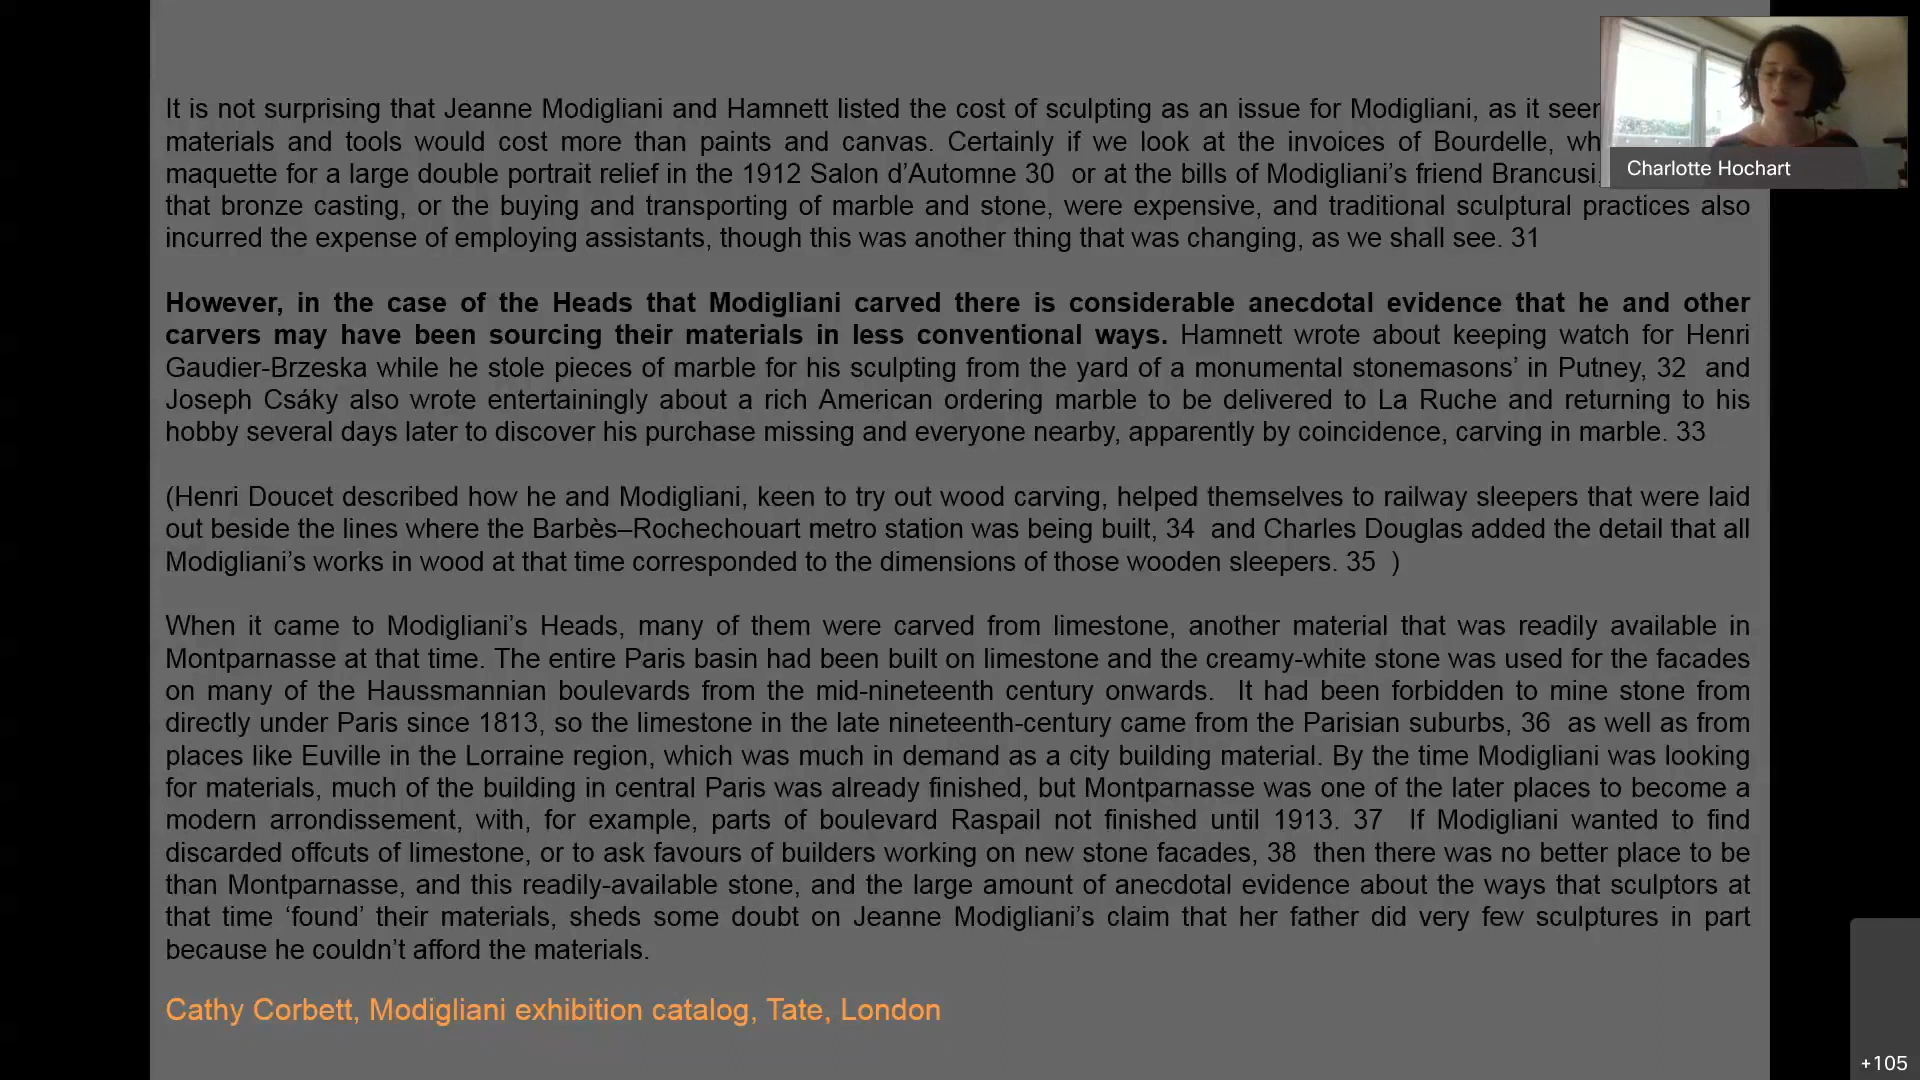 It is not surprising that Jeanne Modigliani and Hamnett listed the cost of sculpting as an issue for Modigliani, as it
materials and tools would cost more than paints and canvas. Certainly if we look at the invoices of Bourdelle,
maquette for a large double portrait relief in the 1912 Salon d’Automne 30 or at the bills of Modigliani’s friend Brancusi
that bronze casting, or the buying and transporting of marble and stone, were expensive, and traditional sculptural practices also
incurred the expense of employing assistants, though this was another thing that was changing, as we shall see. 31
However, in the case of the Heads that Modigliani carved there is considerable anecdotal evidence that he and other
carvers may have been sourcing their materials in less conventional ways. Hamnett wrote about keeping watch for Henri
Gaudier-Brzeska while he stole pieces of marble for his sculpting from the yard of a monumental stonemasons’ in Putney, 32 and
Joseph Csáky also wrote entertainingly about a rich American ordering marble to be delivered to La Ruche and returning to his
hobby several days later to discover his purchase missing and everyone nearby, apparently by coincidence, carving in marble. 33
(Henri Doucet described how he and Modigliani, keen to try out wood carving, helped themselves to railway sleepers that were laid
out beside the lines where the Barbès–Rochechouart metro station was being built, 34 and Charles Douglas added the detail that all
Modigliani’s works in wood at that time corresponded to the dimensions of those wooden sleepers. 35 )
When it came to Modigliani’s Heads, many of them were carved from limestone, another material that was readily available in
Montparnasse at that time. The entire Paris basin had been built on limestone and the creamy-white stone was used for the facades
on many of the Haussmannian boulevards from the mid-nineteenth century onwards. It had been forbidden to mine stone from
directly under Paris since 1813, so the limestone in the late nineteenth-century came from the Parisian suburbs, 36 as well as from
places like Euville in the Lorraine region, which was much in demand as a city building material. By the time Modigliani was looking
for materials, much of the building in central Paris was already finished, but Montparnasse was one of the later places to become a
modern arrondissement, with, for example, parts of boulevard Raspail not finished until 1913. 37 If Modigliani wanted to find
discarded offcuts of limestone, or to ask favours of builders working on new stone facades, 38 then there was no better place to be
than Montparnasse, and this readily-available stone, and the large amount of anecdotal evidence about the ways that sculptors at
that time ‘found’ their materials, sheds some doubt on Jeanne Modigliani’s claim that her father did very few sculptures in part
because he couldn’t afford the materials.
Cathy Corbett, Modigliani exhibition catalog, Tate, London
Charlotte Hochart
+105